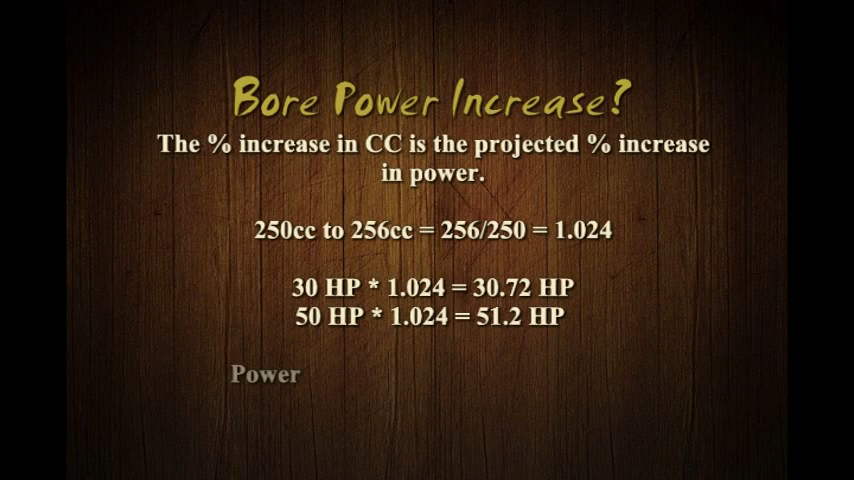 Bore Power Increase?
The % increase in CC is the projected % increase
in power.
250cc to 256cc = 256/250 = 1.024
30 HP * 1.024 = 30.72 HP
50 HP * 1.024 = 51.2 HP
Power